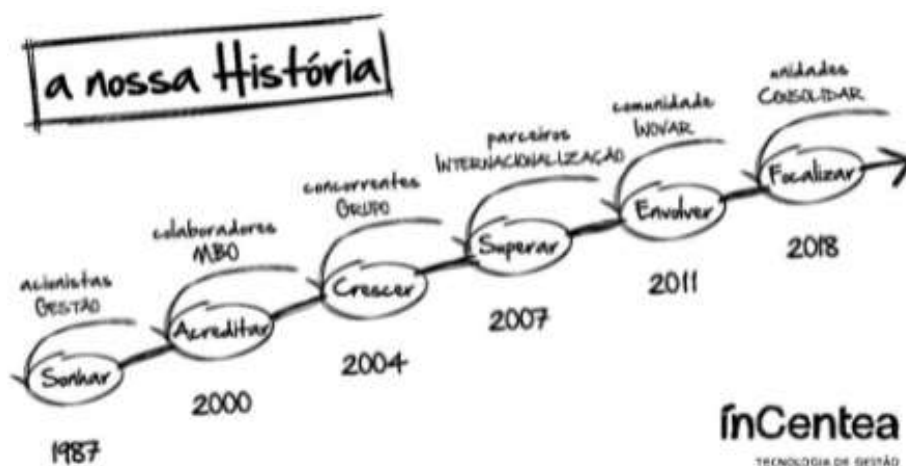 a nossa História
acionistas
GESTÃO
Sonhar
1987
colaboradores
MBO
Acreditar
2000
concorrentes
GRUPO
Crescer
2004
parceiros
INTERNACIONALIZAÇÃO
Superar
2007
comunidade
INOVAR
Envolver
2011
unidades
CONSOLIDAR
Focalizar
2018
ínCentea
TECNOLOGIA DE GESTÃO